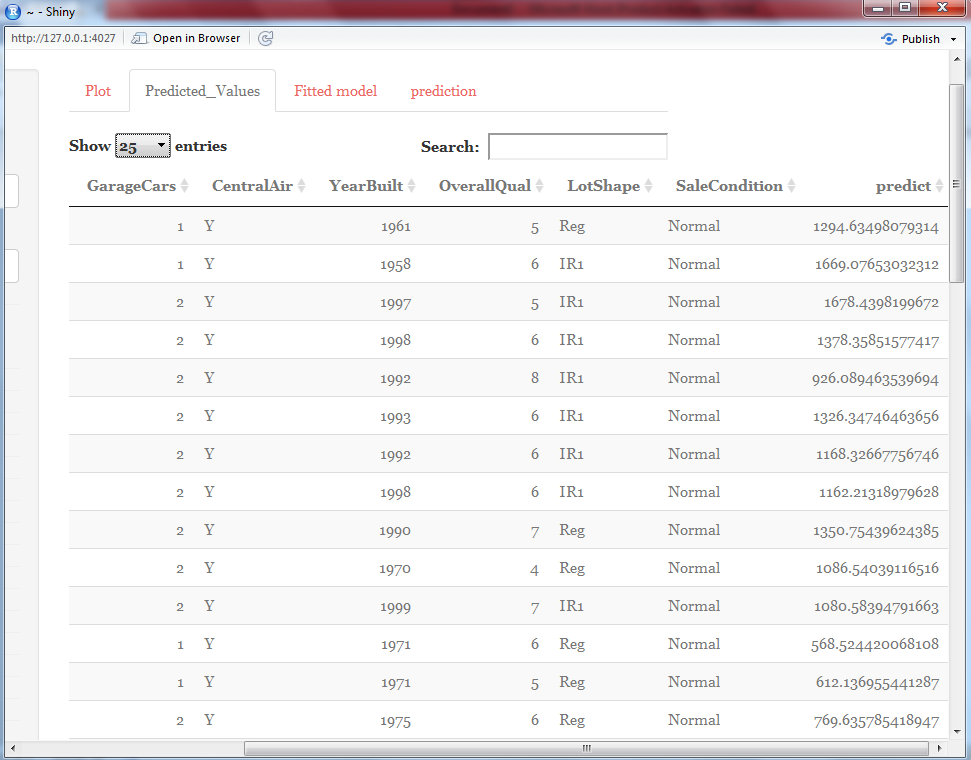 ~ - Shiny
http://127.0.0.1:4027 Open in Browser Publish
Plot Predicted_Values Fitted model prediction
Show 25 entries Search:
GarageCars CentralAir YearBuilt OverallQual LotShape SaleCondition predict
1 Y 1961 5 Reg Normal 1294.63498079314
1 Y 1958 6 IR1 Normal 1669.07653032312
2 Y 1997 5 IR1 Normal 1678.4398199672
2 Y 1998 6 IR1 Normal 1378.35851577417
2 Y 1992 8 IR1 Normal 926.089463539694
2 Y 1993 6 IR1 Normal 1326.34746463656
2 Y 1992 6 IR1 Normal 1168.32667756746
2 Y 1998 6 IR1 Normal 1162.21318979628
2 Y 1990 7 Reg Normal 1350.75439624385
2 Y 1970 4 Reg Normal 1086.54039116516
2 Y 1999 7 IR1 Normal 1080.58394791663
1 Y 1971 6 Reg Normal 568.524420068108
1 Y 1971 5 Reg Normal 612.136955441287
2 Y 1975 6 Reg Normal 769.635785418947